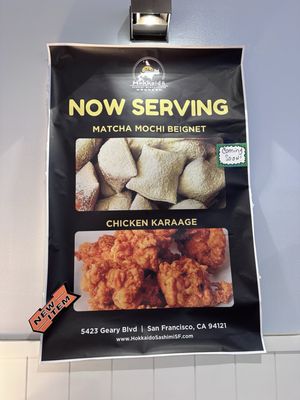 Hokkaido
NOW SERVING
MATCHA MOCHI BEIGNET
Coming
Soon!
CHICKEN KARAAGE
NEW ITEM
5423 Geary Blvd | San Francisco, CA 94121
www.HokkaidoSashimiSF.com